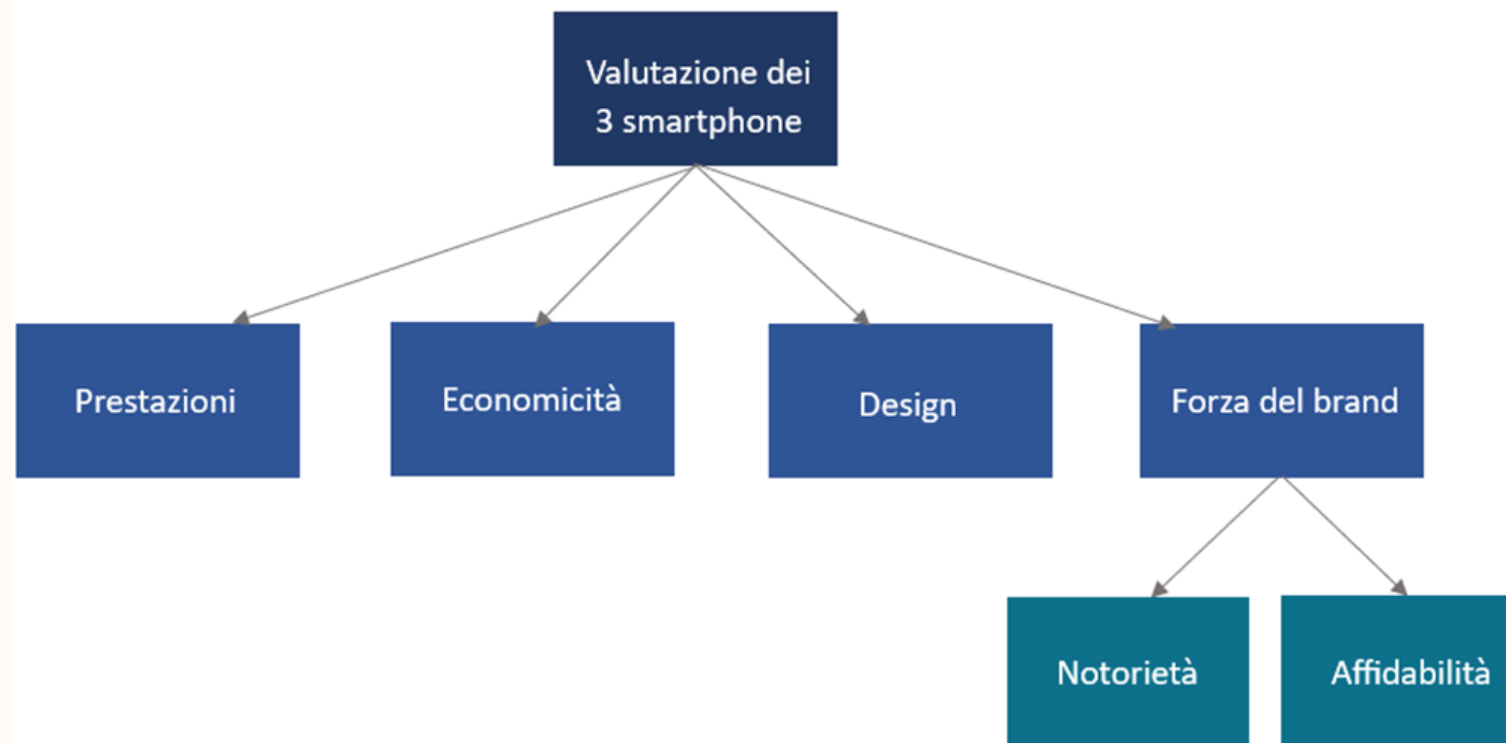 Valutazione dei
3 smartphone
Prestazioni
Economicità
Design
Forza del brand
Notorietà
Affidabilità